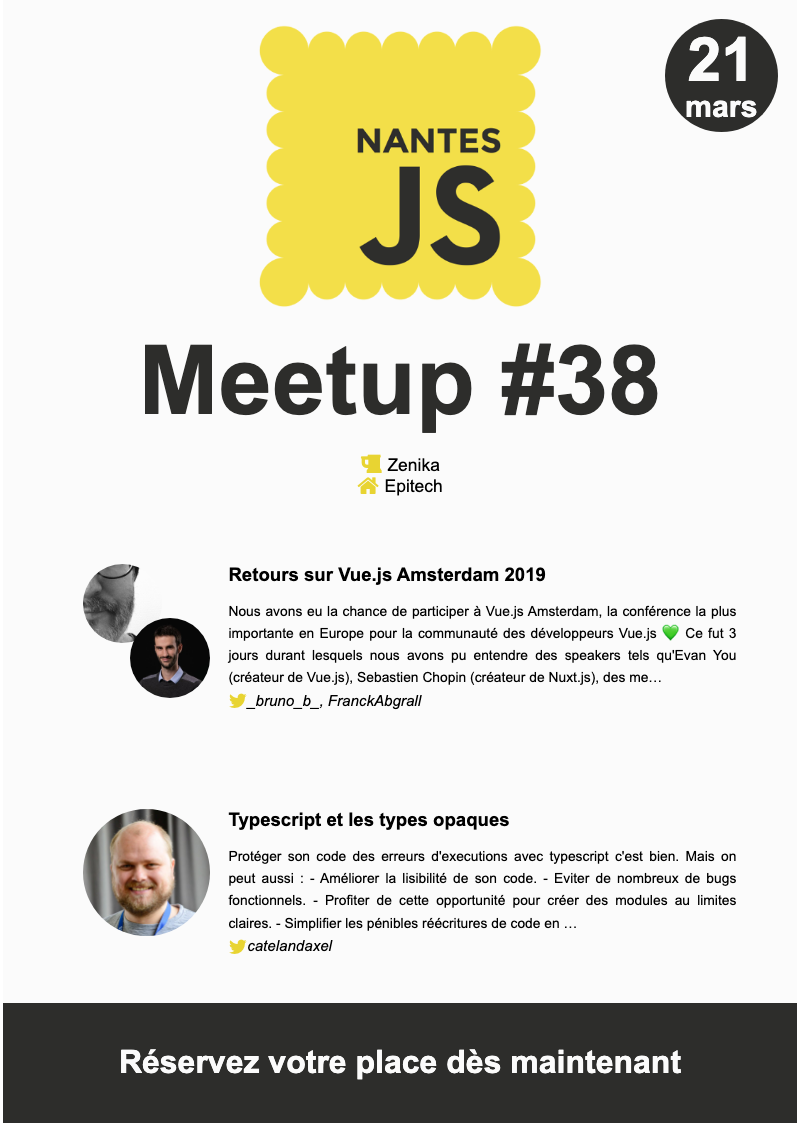 21
mars
NANTES
JS
Meetup #38
Zenika
Epitech
Retours sur Vue.js Amsterdam 2019
Nous avons eu la chance de participer à Vue.js Amsterdam, la conférence la plus
importante en Europe pour la communauté des développeurs Vue.js 💚 Ce fut 3
jours durant lesquels nous avons pu entendre des speakers tels qu'Evan You
(créateur de Vue.js), Sebastien Chopin (créateur de Nuxt.js), des me…
_bruno_b_, FranckAbgrall
Typescript et les types opaques
Protéger son code des erreurs d'executions avec typescript c'est bien. Mais on
peut aussi : - Améliorer la lisibilité de son code. - Eviter de nombreux de bugs
fonctionnels. - Profiter de cette opportunité pour créer des modules au limites
claires. - Simplifier les pénibles réécritures de code en …
catelandaxel
Réservez votre place dès maintenant